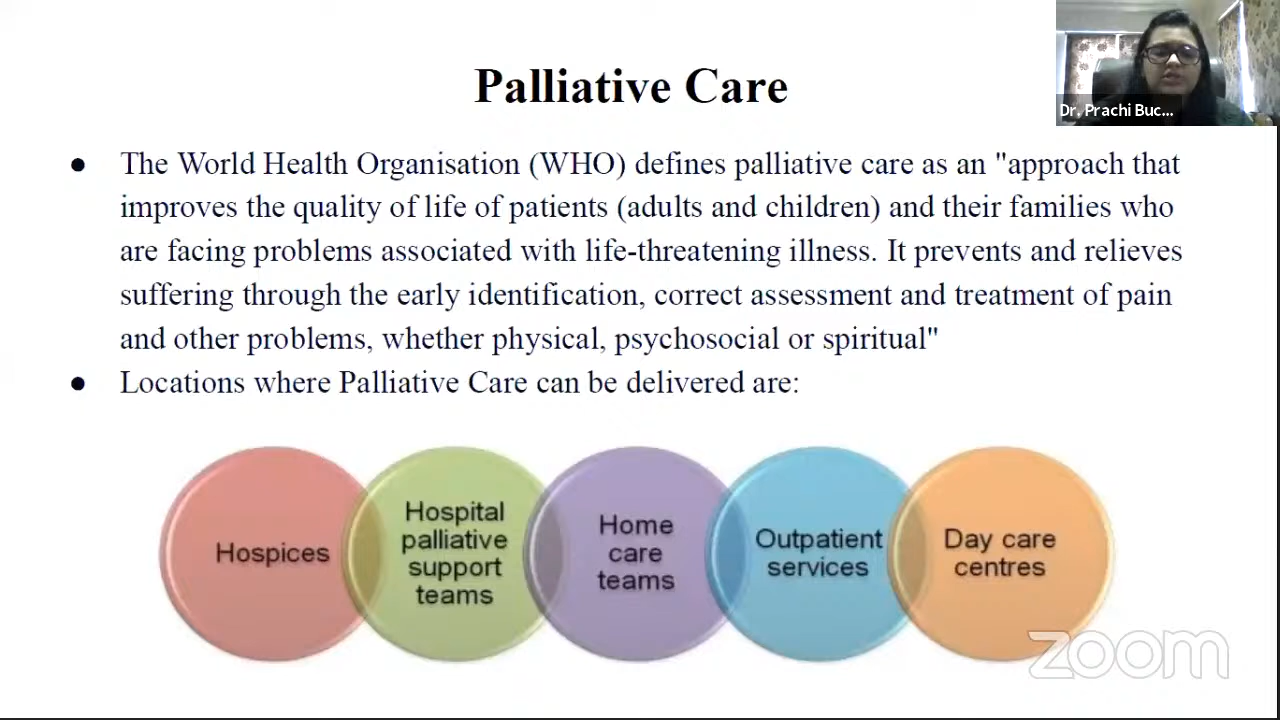 Palliative Care
Dr. Prachi Buc...
● The World Health Organisation (WHO) defines palliative care as an "approach that
improves the quality of life of patients (adults and children) and their families who
are facing problems associated with life-threatening illness. It prevents and relieves
suffering through the early identification, correct assessment and treatment of pain
and other problems, whether physical, psychosocial or spiritual"
● Locations where Palliative Care can be delivered are:
Hospices
Hospital
palliative
support
teams
Home
care
teams
Outpatient
services
Day care
centres
zoom